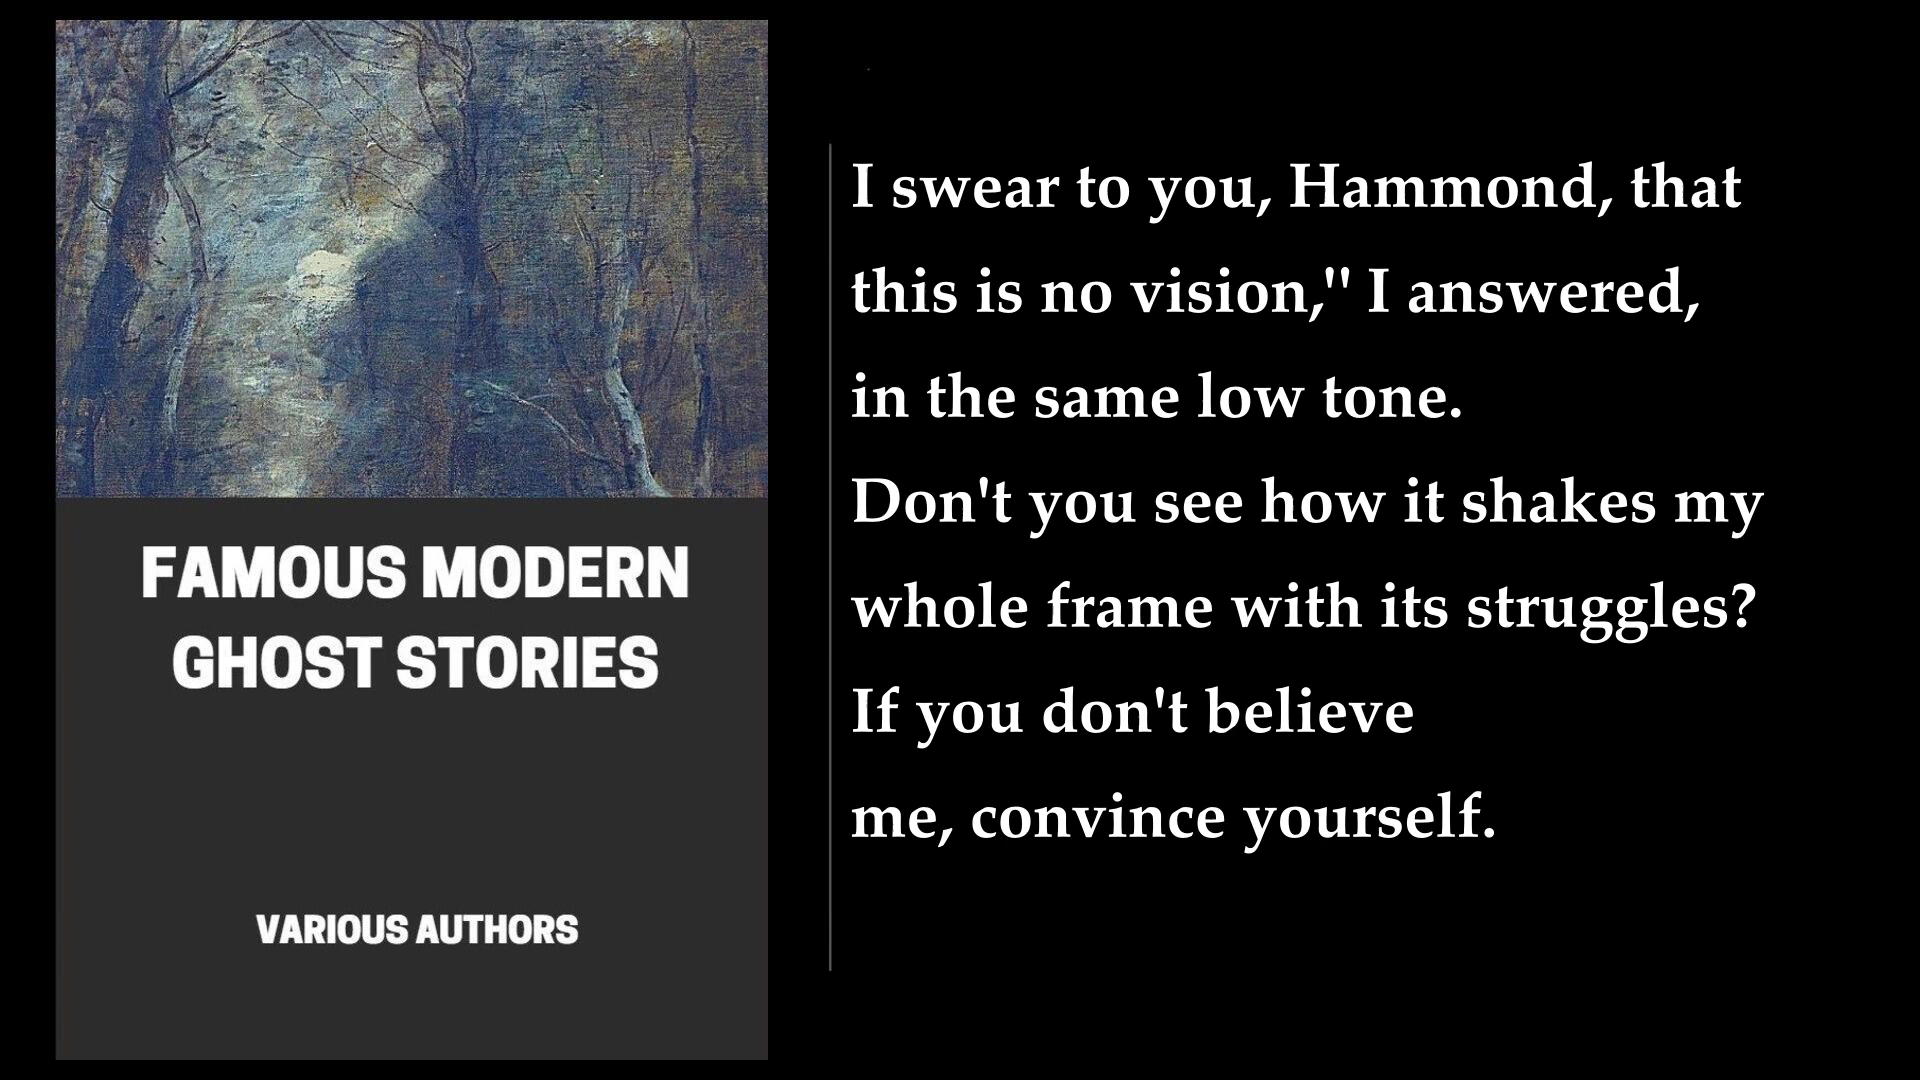 FAMOUS MODERN
GHOST STORIES
VARIOUS AUTHORS
I swear to you, Hammond, that
this is no vision," I answered,
in the same low tone.
Don't you see how it shakes my
whole frame with its struggles?
If you don't believe
me, convince yourself.